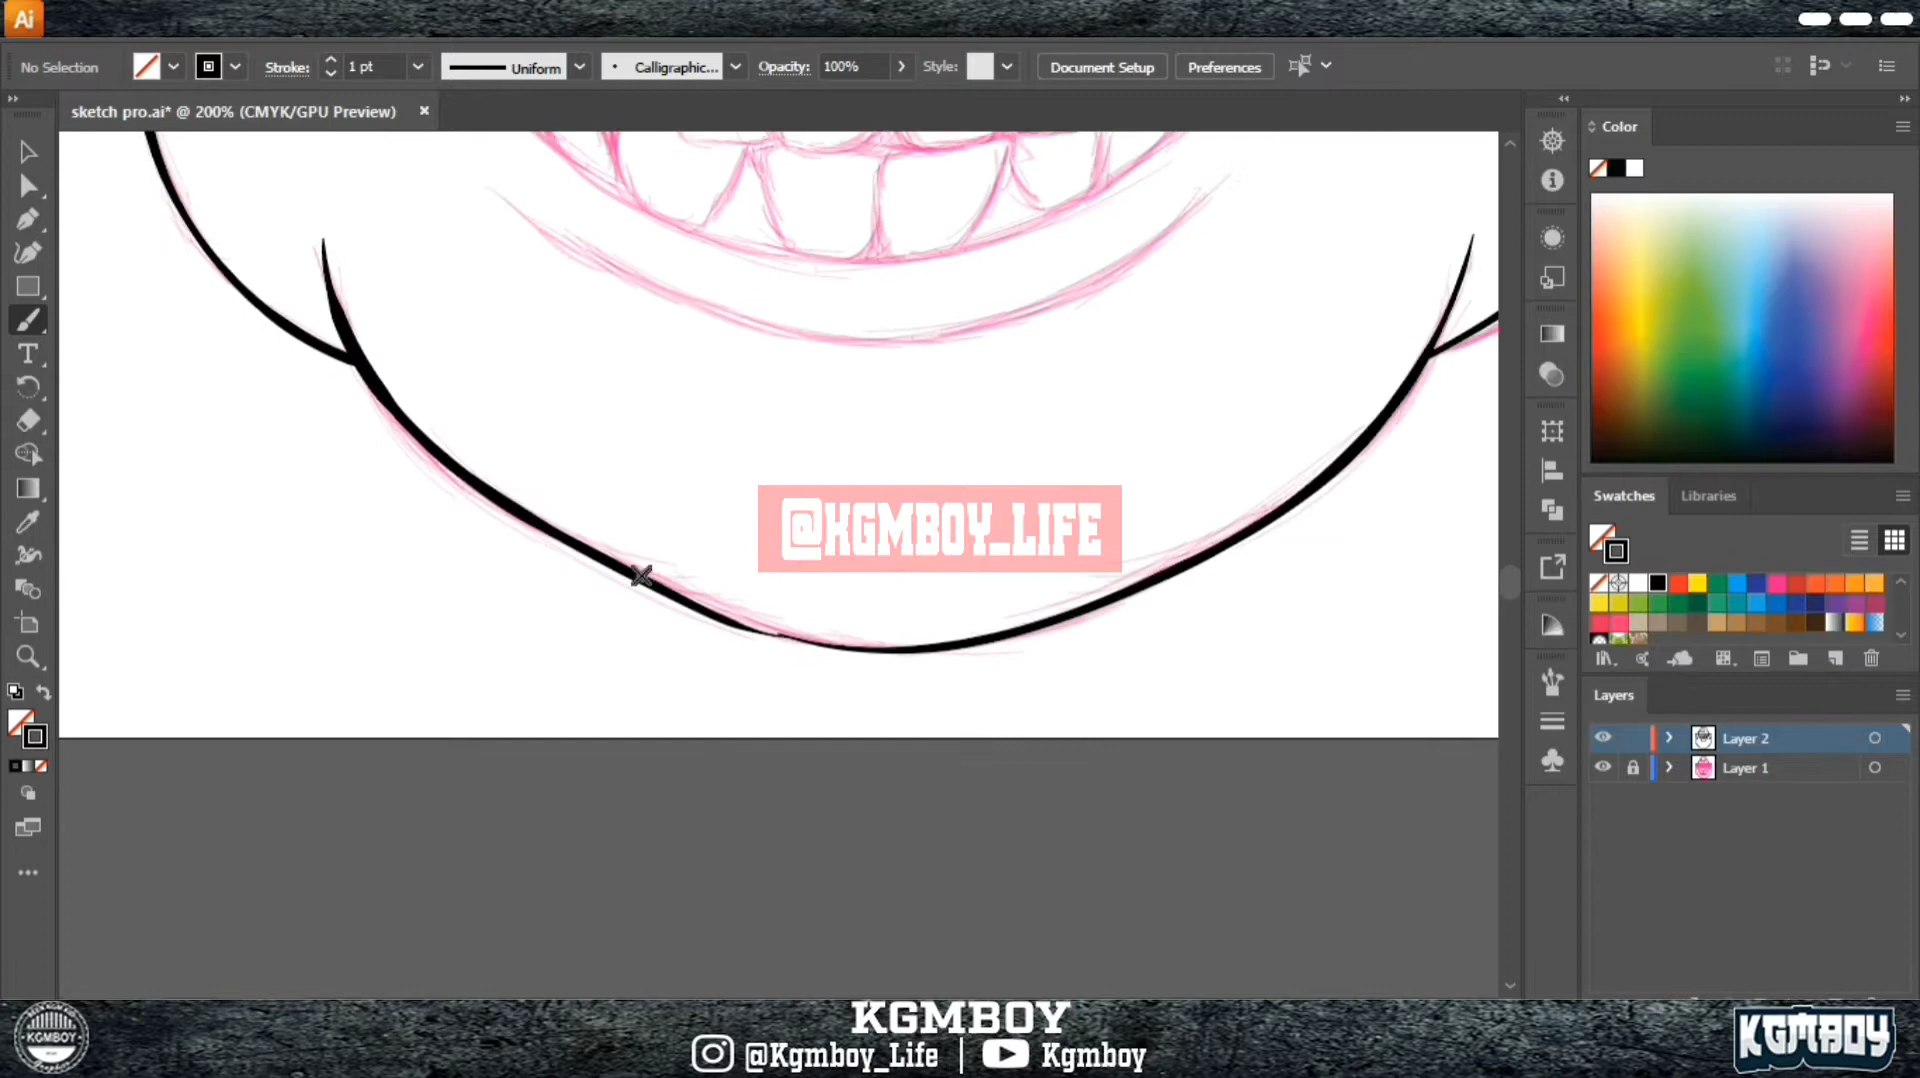 Ai
No Selection
Stroke:
1 pt
Uniform
Calligraphic...
Opacity:
100%
Style:
Document Setup
Preferences
sketch pro.ai* @ 200% (CMYK/GPU Preview)
Color
@KGMBOY_LIFE
Swatches
Libraries
Layers
Layer 2
Layer 1
KGMBOY
KGMBOY
@Kgmboy_Life | Kgmboy
KGMBOY